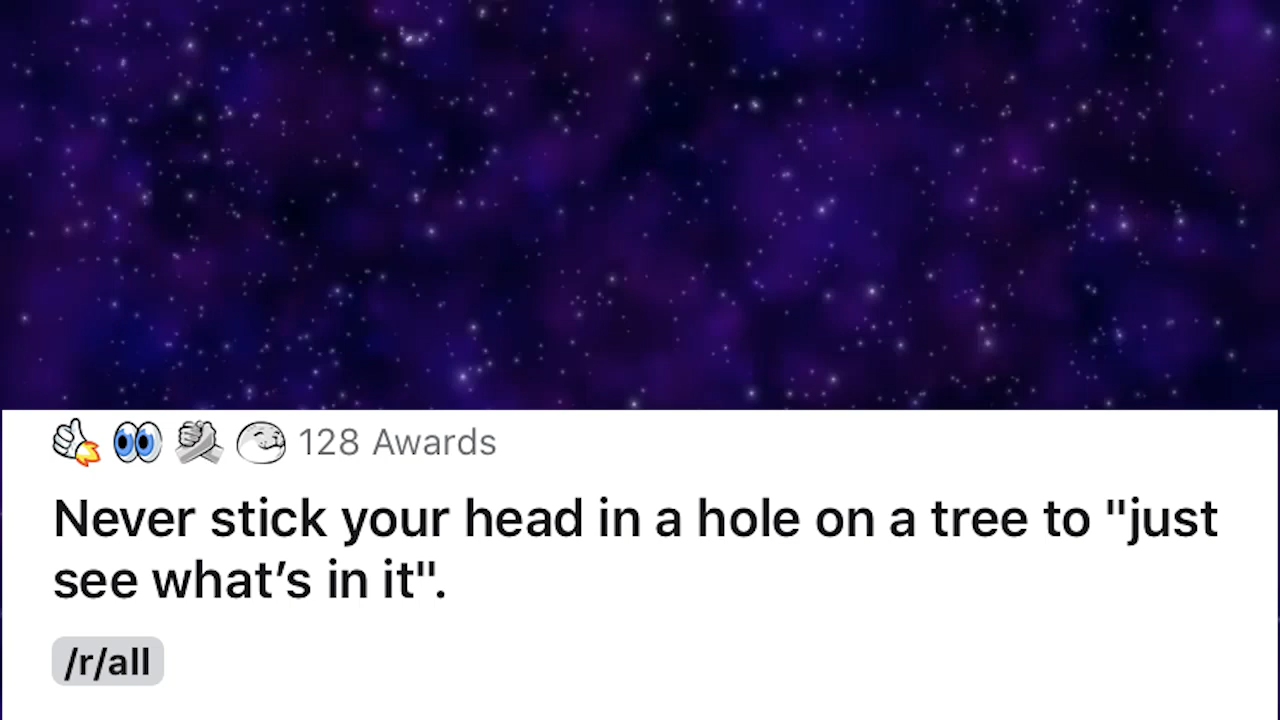 128 Awards
Never stick your head in a hole on a tree to "just
see what’s in it".
/r/all